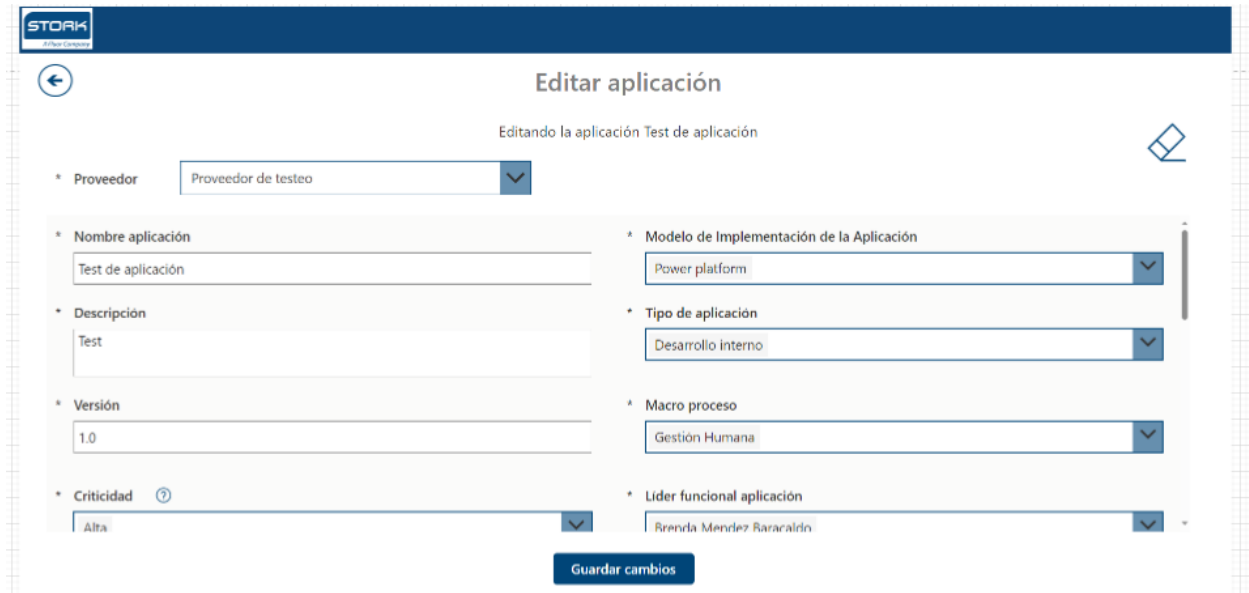 STORK
A Fluor Company
Editar aplicación
Editando la aplicación Test de aplicación
* Proveedor
Proveedor de testeo
* Nombre aplicación
Test de aplicación
* Modelo de Implementación de la Aplicación
Power platform
* Descripción
Test
* Tipo de aplicación
Desarrollo interno
* Versión
1.0
* Macro proceso
Gestión Humana
* Criticidad ?
Alta
* Líder funcional aplicación
Brenda Mendez Baracaldo
Guardar cambios